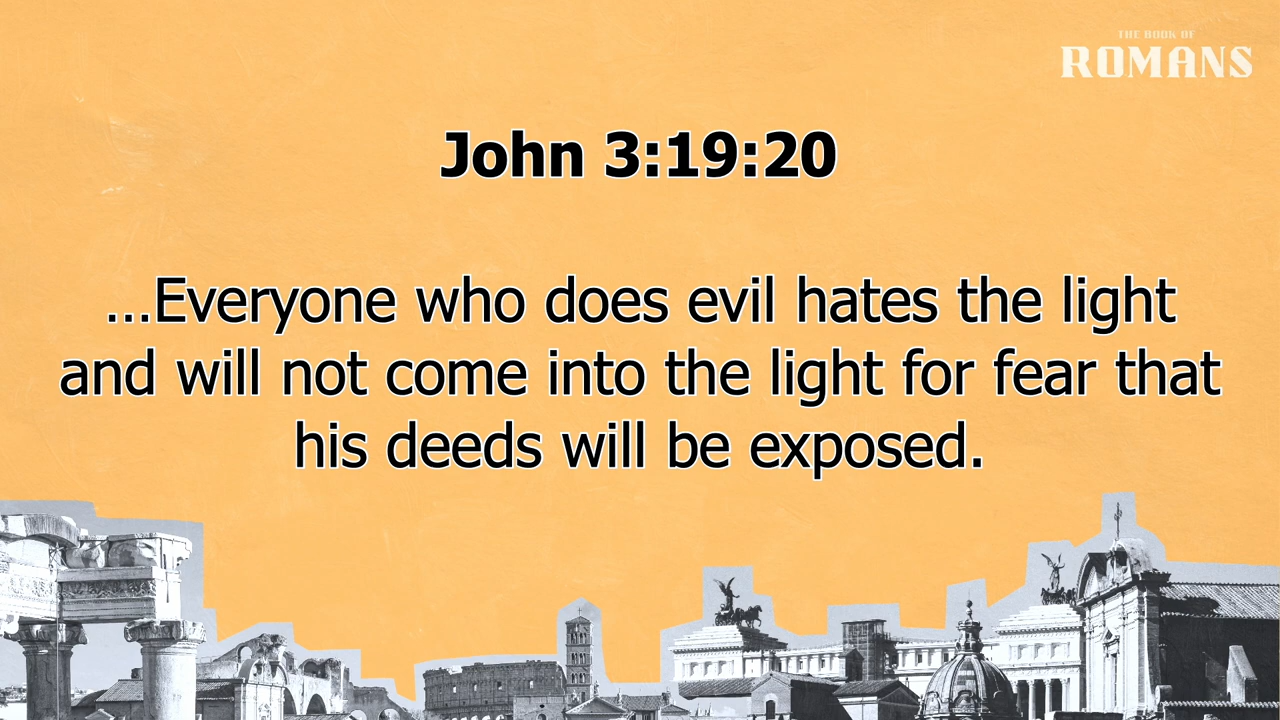 THE BOOK OF
ROMANS
John 3:19:20
...Everyone who does evil hates the light
and will not come into the light for fear that
his deeds will be exposed.